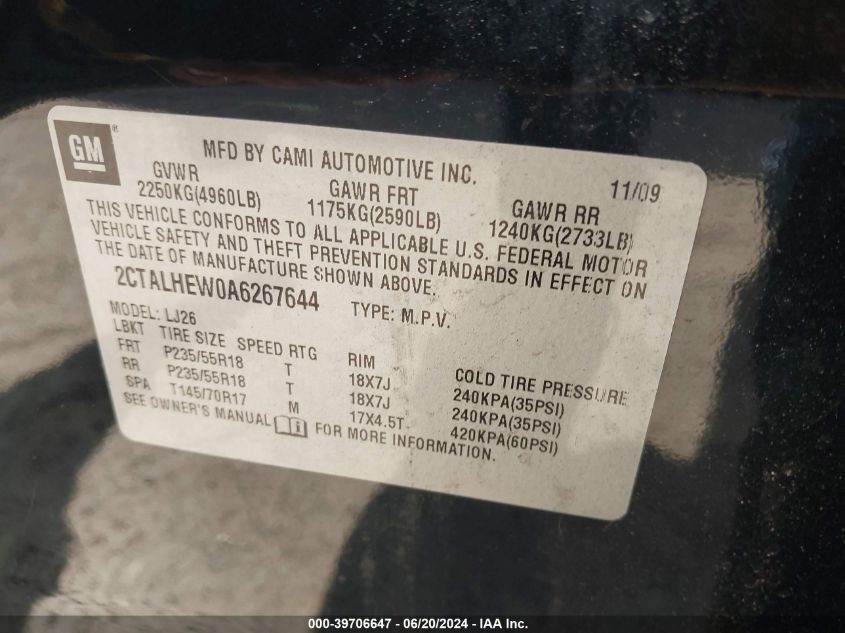 GM® MFD BY CAMI AUTOMOTIVE INC. 11/09
GVWR GAWR FRT GAWR RR
2250KG(4960LB) 1175KG(2590LB) 1240KG(2733LB)
THIS VEHICLE CONFORMS TO ALL APPLICABLE U.S. FEDERAL MOTOR
VEHICLE SAFETY AND THEFT PREVENTION STANDARDS IN EFFECT ON
THE DATE OF MANUFACTURE SHOWN ABOVE.
2CTALHEW0A6267644 TYPE: M.P.V.
MODEL: LJ26
LBKT TIRE SIZE SPEED RTG RIM COLD TIRE PRESSURE
FRT P235/55R18 T 18X7J 240KPA(35PSI)
RR P235/55R18 T 18X7J 240KPA(35PSI)
SPA T145/70R17 M 17X4.5T 420KPA(60PSI)
SEE OWNER'S MANUAL FOR MORE INFORMATION.
000-39706647 / 06/20/2024 - IAA Inc.